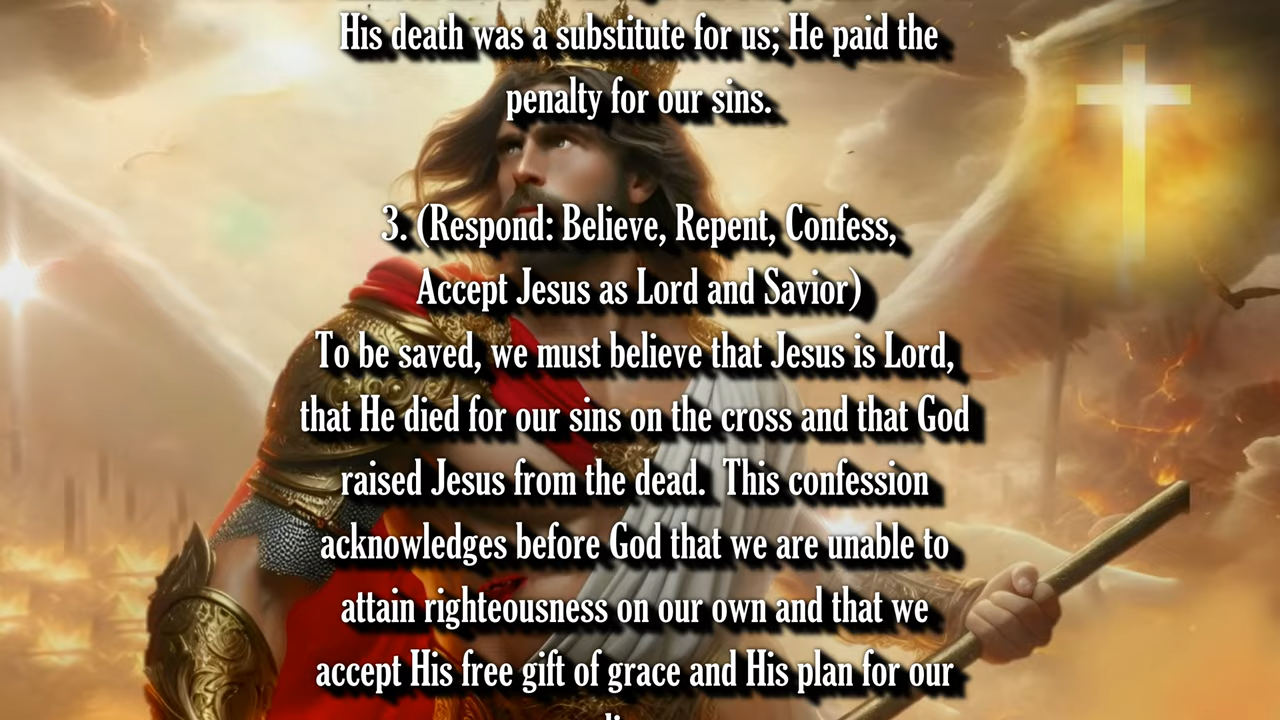 His death was a substitute for us; He paid the
penalty for our sins.
3. (Respond: Believe, Repent, Confess,
Accept Jesus as Lord and Savior)
To be saved, we must believe that Jesus is Lord,
that He died for our sins on the cross and that God
raised Jesus from the dead.  This confession
acknowledges before God that we are unable to
attain righteousness on our own and that we
accept His free gift of grace and His plan for our